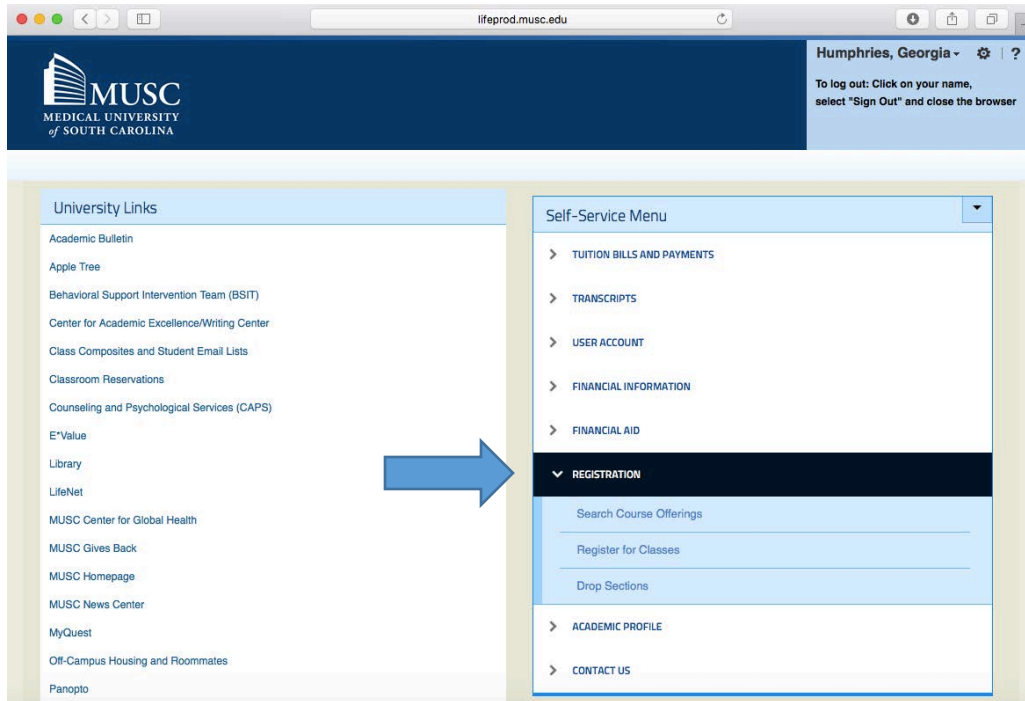 lifeprod.musc.edu
MUSC
MEDICAL UNIVERSITY
of SOUTH CAROLINA
Humphries, Georgia
?
To log out: Click on your name,
select "Sign Out" and close the browser
University Links
Academic Bulletin
Apple Tree
Behavioral Support Intervention Team (BSIT)
Center for Academic Excellence/Writing Center
Class Composites and Student Email Lists
Classroom Reservations
Counseling and Psychological Services (CAPS)
E*Value
Library
LifeNet
MUSC Center for Global Health
MUSC Gives Back
MUSC Homepage
MUSC News Center
MyQuest
Off-Campus Housing and Roommates
Panopto
Self-Service Menu
TUITION BILLS AND PAYMENTS
TRANSCRIPTS
USER ACCOUNT
FINANCIAL INFORMATION
FINANCIAL AID
REGISTRATION
Search Course Offerings
Register for Classes
Drop Sections
ACADEMIC PROFILE
CONTACT US